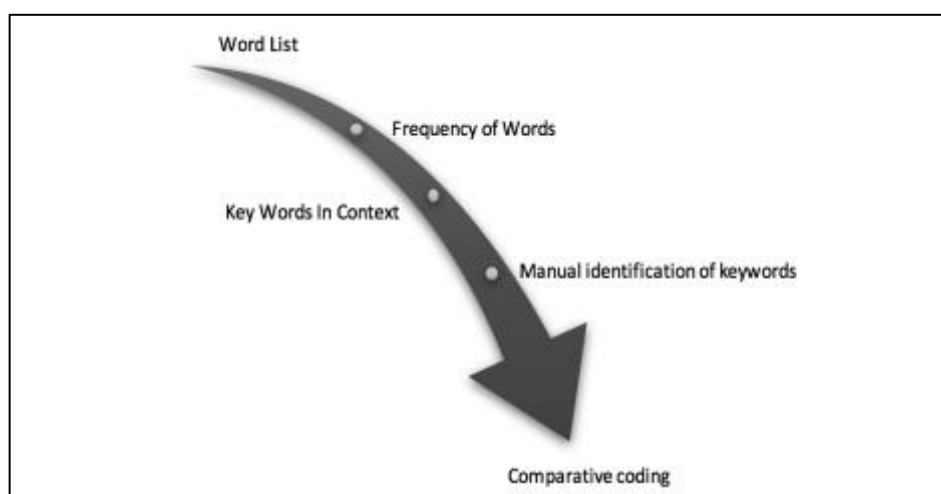 Word List
Frequency of Words
Key Words In Context
Manual identification of keywords
Comparative coding